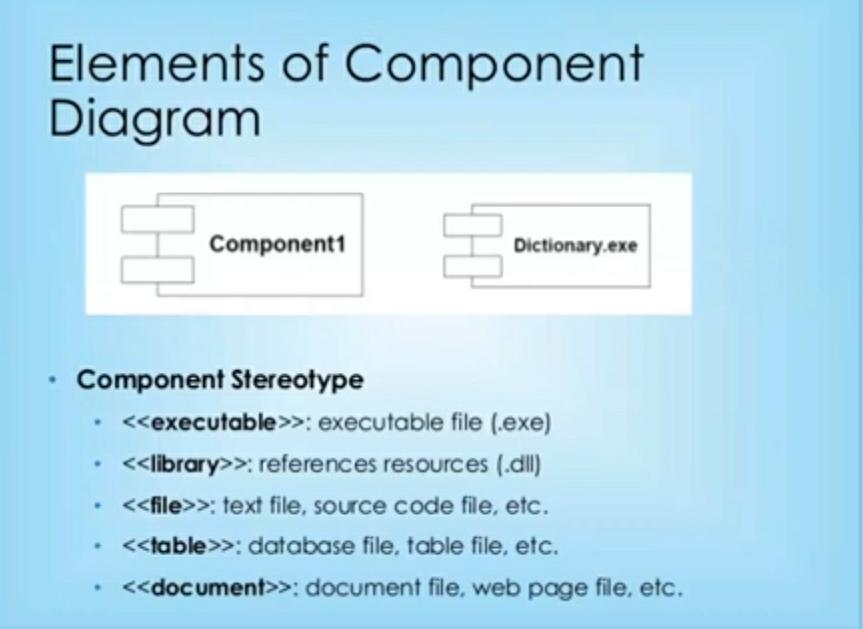 Elements of Component
Diagram
Component1
Dictionary.exe
• Component Stereotype
• <<executable>>: executable file (.exe)
• <<library>>: references resources (.dll)
• <<file>>: text file, source code file, etc.
• <<table>>: database file, table file, etc.
• <<document>>: document file, web page file, etc.